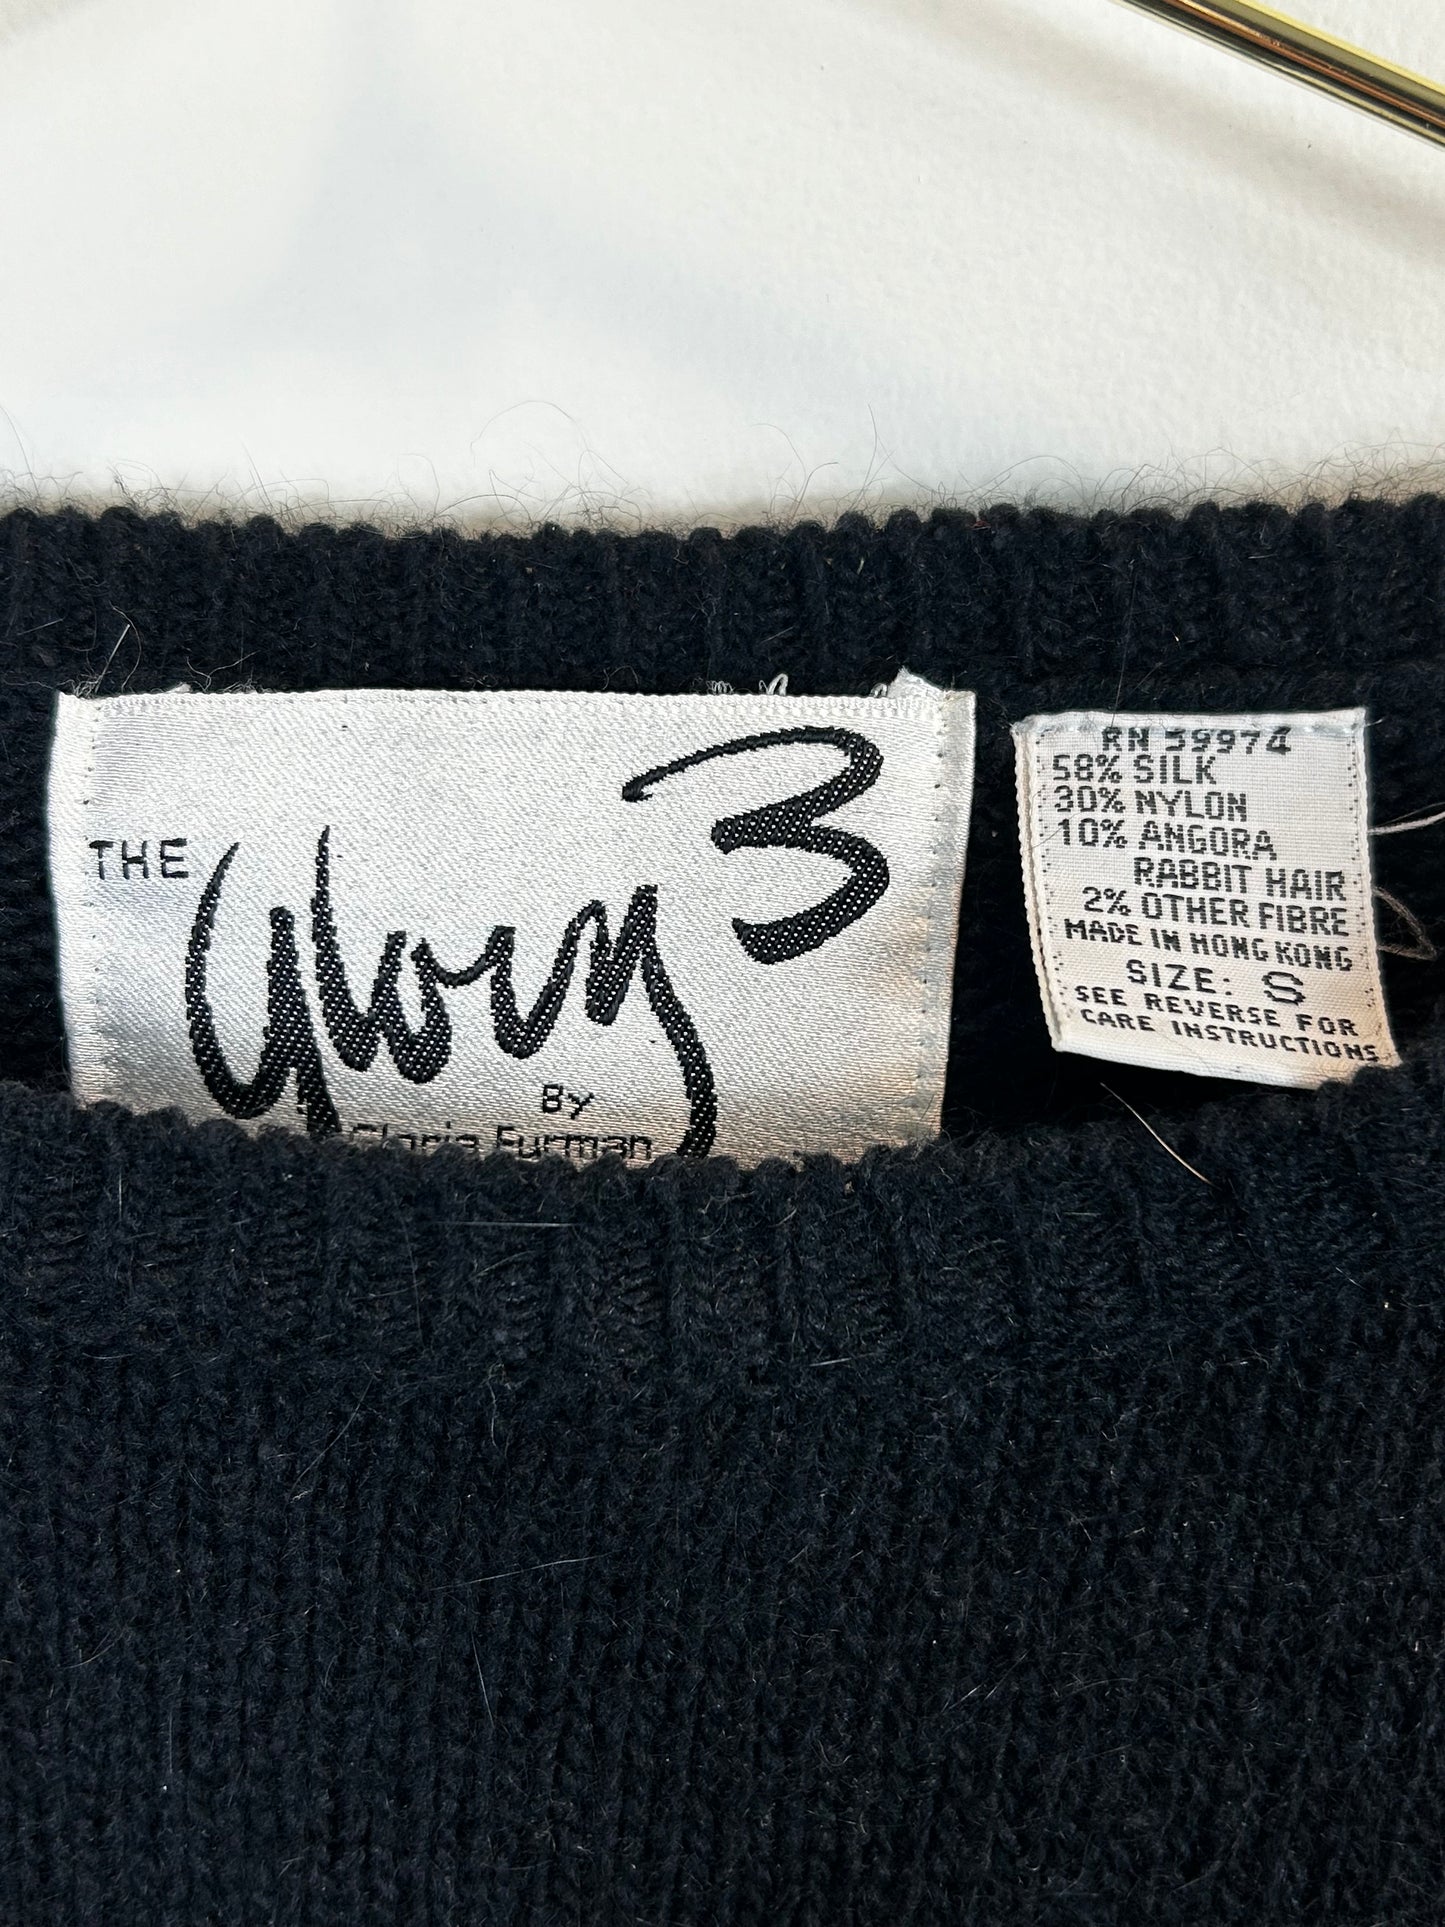 THE Glory 3
By
Gloria Furman
RN 59974
58% SILK
30% NYLON
10% ANGORA
RABBIT HAIR
2% OTHER FIBRE
MADE IN HONG KONG
SIZE: S
SEE REVERSE FOR
CARE INSTRUCTIONS